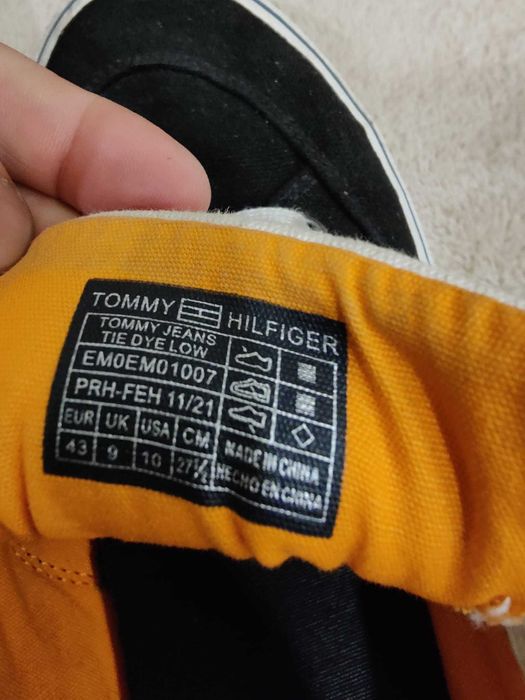 TOMMY HILFIGER
TOMMY JEANS
TIE DYE LOW
EM0EM01007
PRH-FEH 11/21
EUR UK USA CM
43 9 10 27½
MADE IN CHINA
HECHO EN CHINA